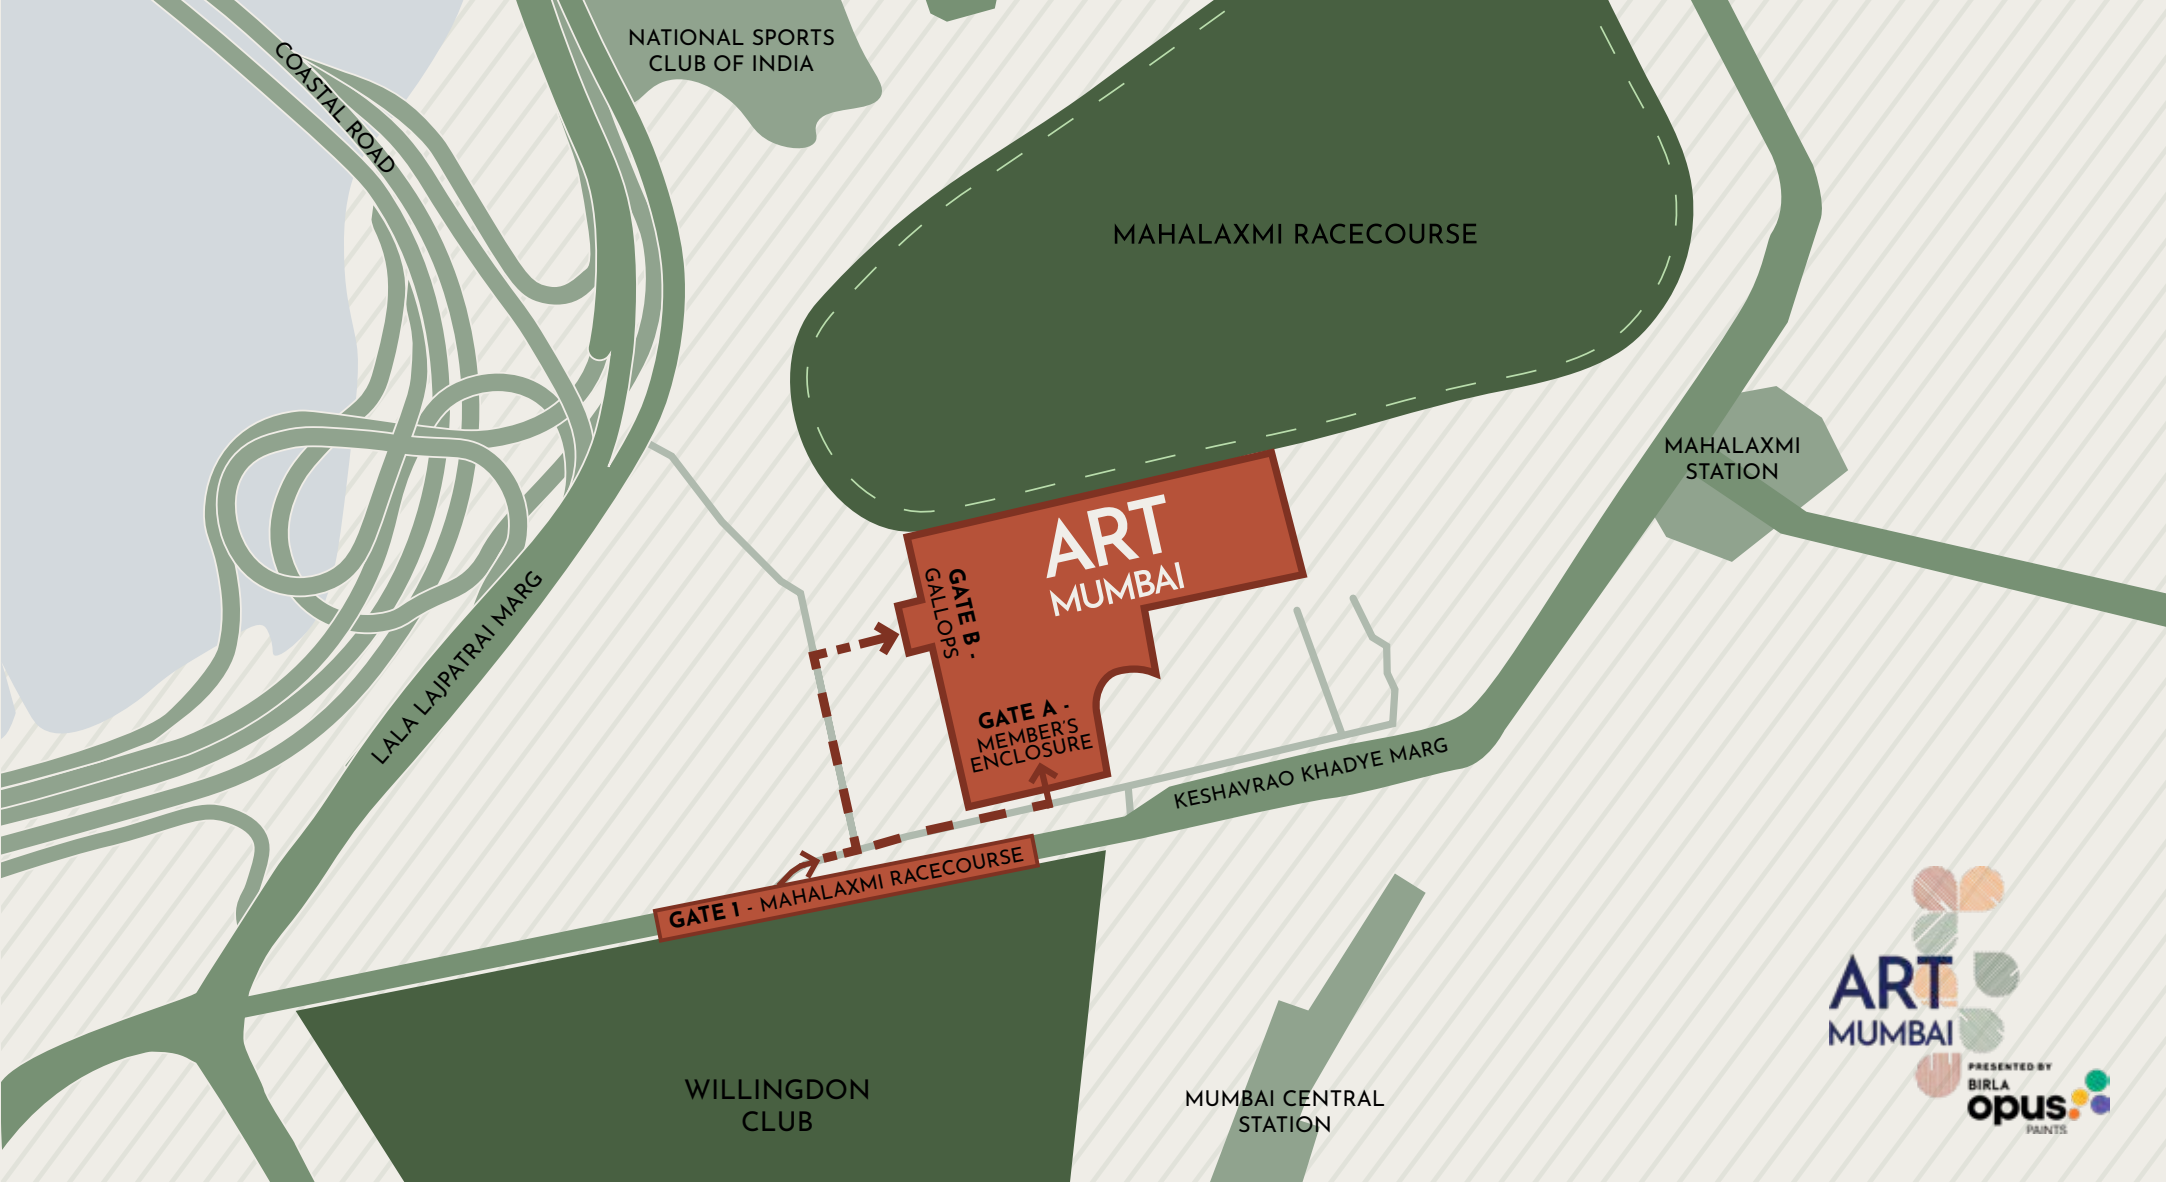 COASTAL ROAD
NATIONAL SPORTS
CLUB OF INDIA
MAHALAXMI RACECOURSE
MAHALAXMI
STATION
ART
MUMBAI
GATE B -
GALLOPS
GATE A -
MEMBER'S
ENCLOSURE
LALA LAJPATRAI MARG
KESHAVRAO KHADYE MARG
GATE 1 - MAHALAXMI RACECOURSE
WILLINGDON
CLUB
MUMBAI CENTRAL
STATION
ART
MUMBAI
PRESENTED BY
BIRLA
opus
PAINTS